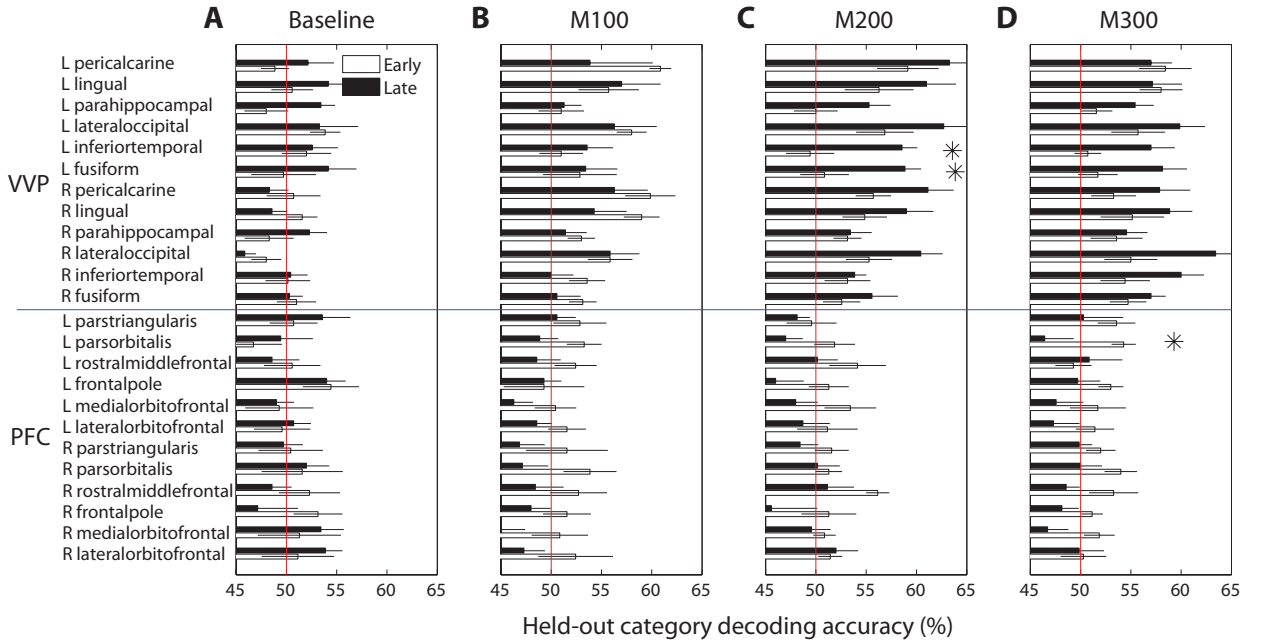 A Baseline B M100 C M200 D M300
Early
Late
VVP
L pericalcarine
L lingual
L parahippocampal
L lateraloccipital
L inferiortemporal
L fusiform
R pericalcarine
R lingual
R parahippocampal
R lateraloccipital
R inferiortemporal
R fusiform
PFC
L parstriangularis
L parsorbitalis
L rostralmiddlefrontal
L frontalpole
L medialorbitofrontal
L lateralorbitofrontal
R parstriangularis
R parsorbitalis
R rostralmiddlefrontal
R frontalpole
R medialorbitofrontal
R lateralorbitofrontal
45 50 55 60 65 45 50 55 60 65 45 50 55 60 65 45 50 55 60 65
Held-out category decoding accuracy (%)